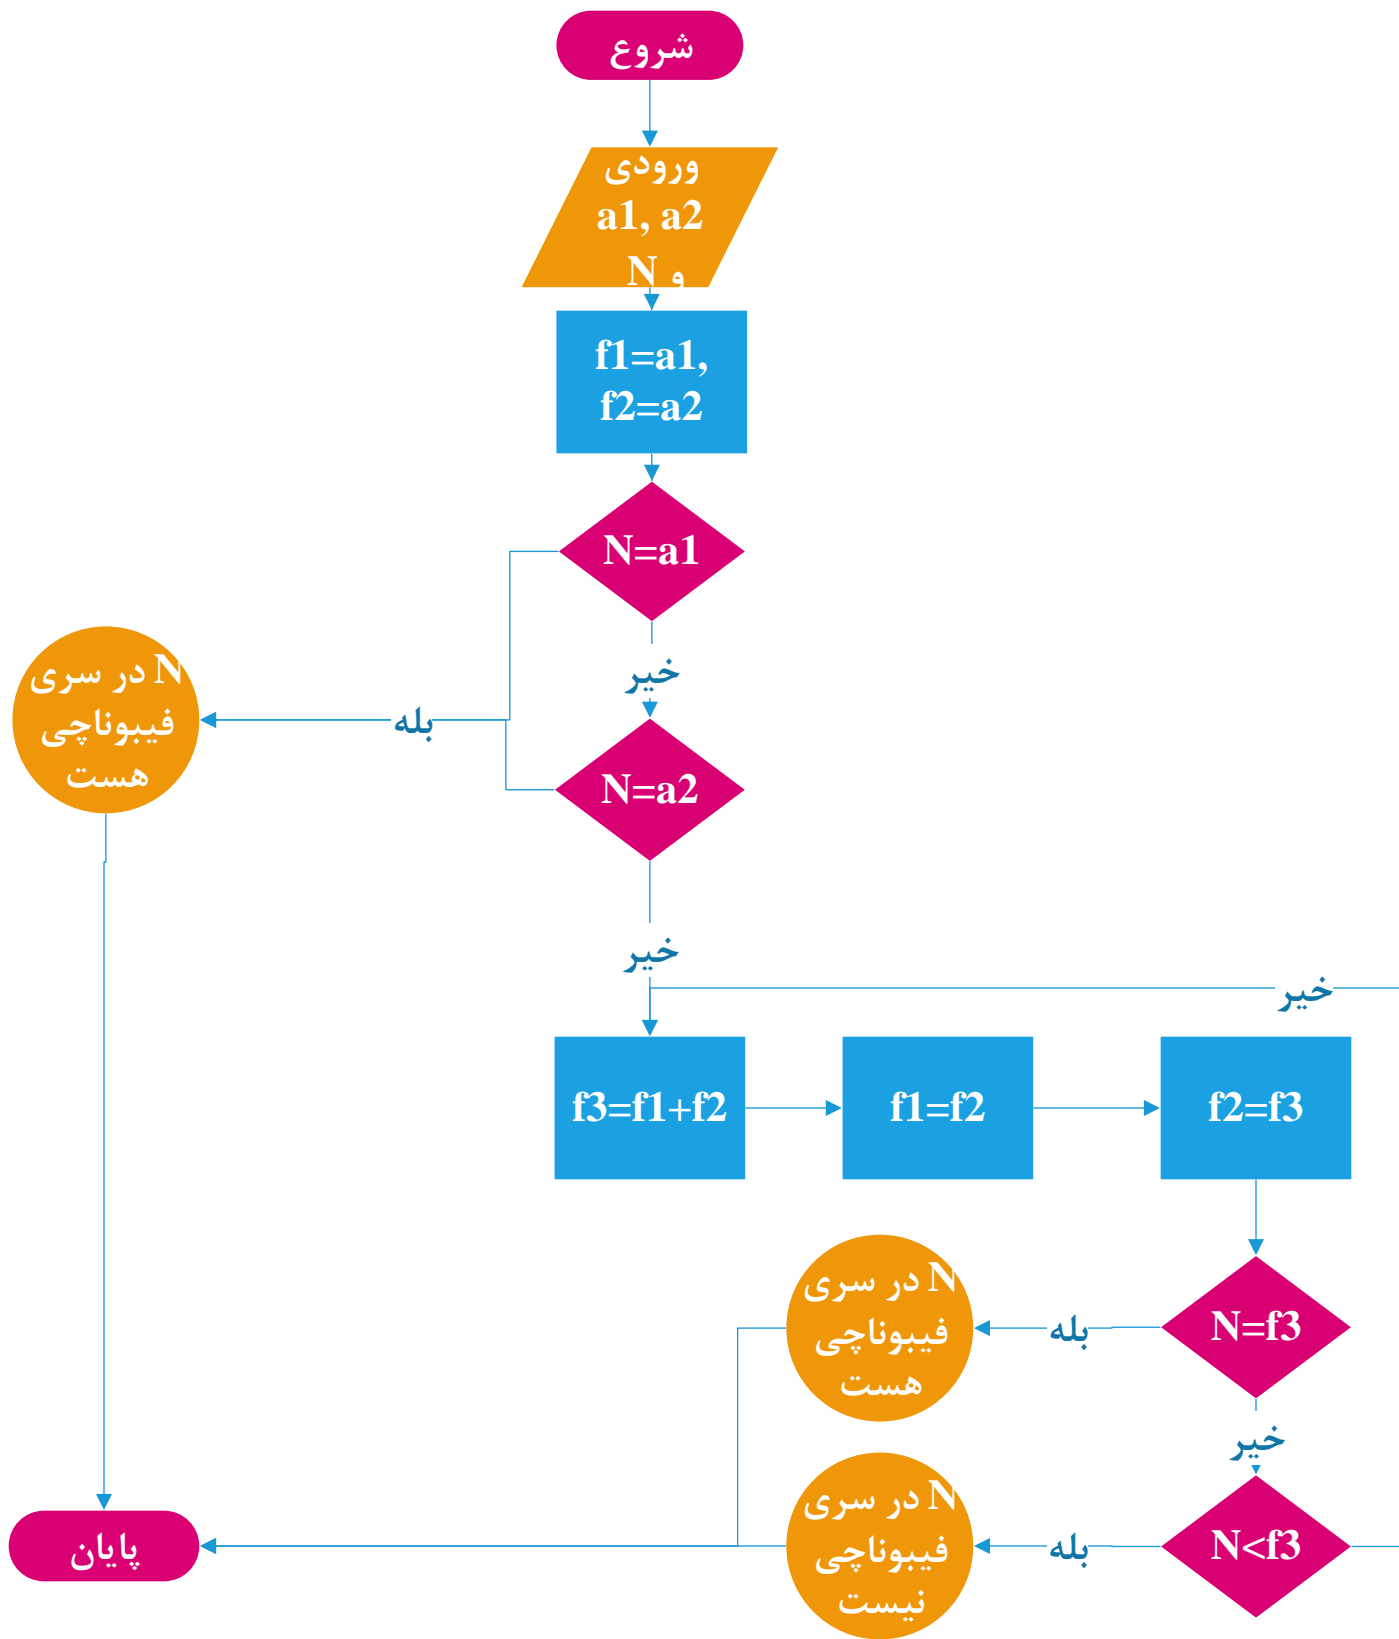 شروع
ورودی
a1, a2
و N
f1=a1,
f2=a2
N=a1
خیر
N در سری
فیبوناچی
هست
بله
N=a2
خیر
خیر
f3=f1+f2
f1=f2
f2=f3
N در سری
فیبوناچی
هست
بله
N=f3
خیر
N در سری
فیبوناچی
نیست
بله
N<f3
پایان